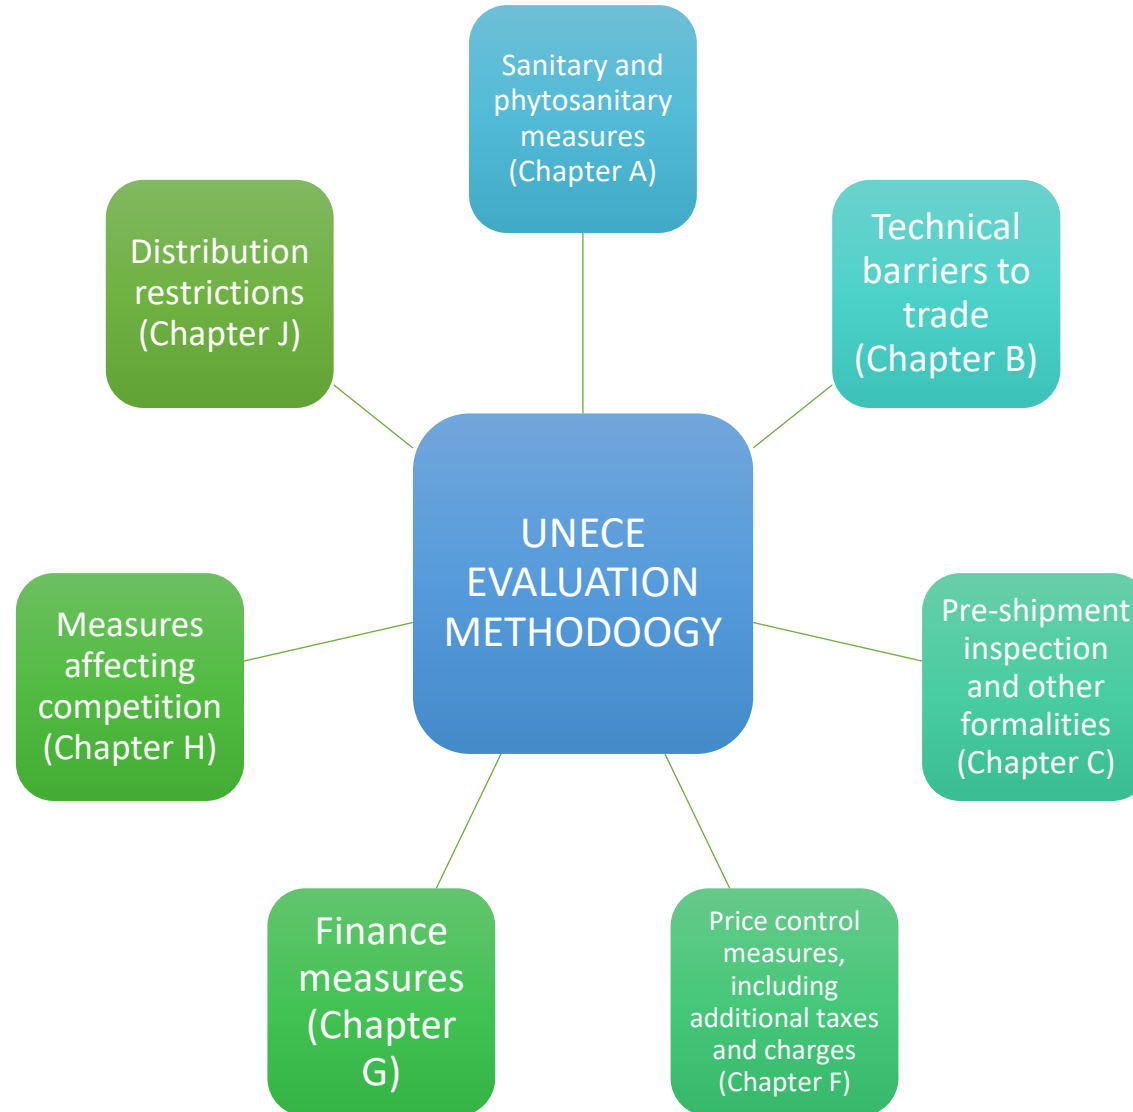 Sanitary and
phytosanitary
measures
(Chapter A)
Technical
barriers to
trade
(Chapter B)
Pre-shipment
inspection
and other
formalities
(Chapter C)
Price control
measures,
including
additional taxes
and charges
(Chapter F)
Finance
measures
(Chapter
G)
Measures
affecting
competition
(Chapter H)
Distribution
restrictions
(Chapter J)
UNECE
EVALUATION
METHODOOGY